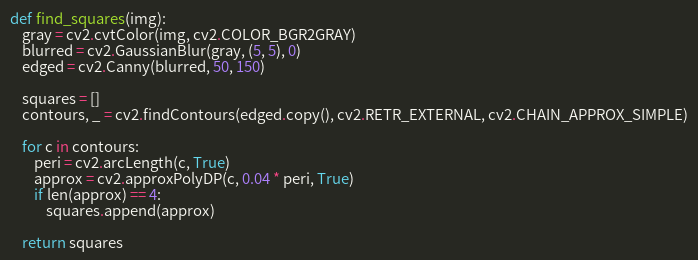 def find_squares(img):
    gray = cv2.cvtColor(img, cv2.COLOR_BGR2GRAY)
    blurred = cv2.GaussianBlur(gray, (5, 5), 0)
    edged = cv2.Canny(blurred, 50, 150)

    squares = []
    contours, _ = cv2.findContours(edged.copy(), cv2.RETR_EXTERNAL, cv2.CHAIN_APPROX_SIMPLE)

    for c in contours:
        peri = cv2.arcLength(c, True)
        approx = cv2.approxPolyDP(c, 0.04 * peri, True)
        if len(approx) == 4:
            squares.append(approx)

    return squares